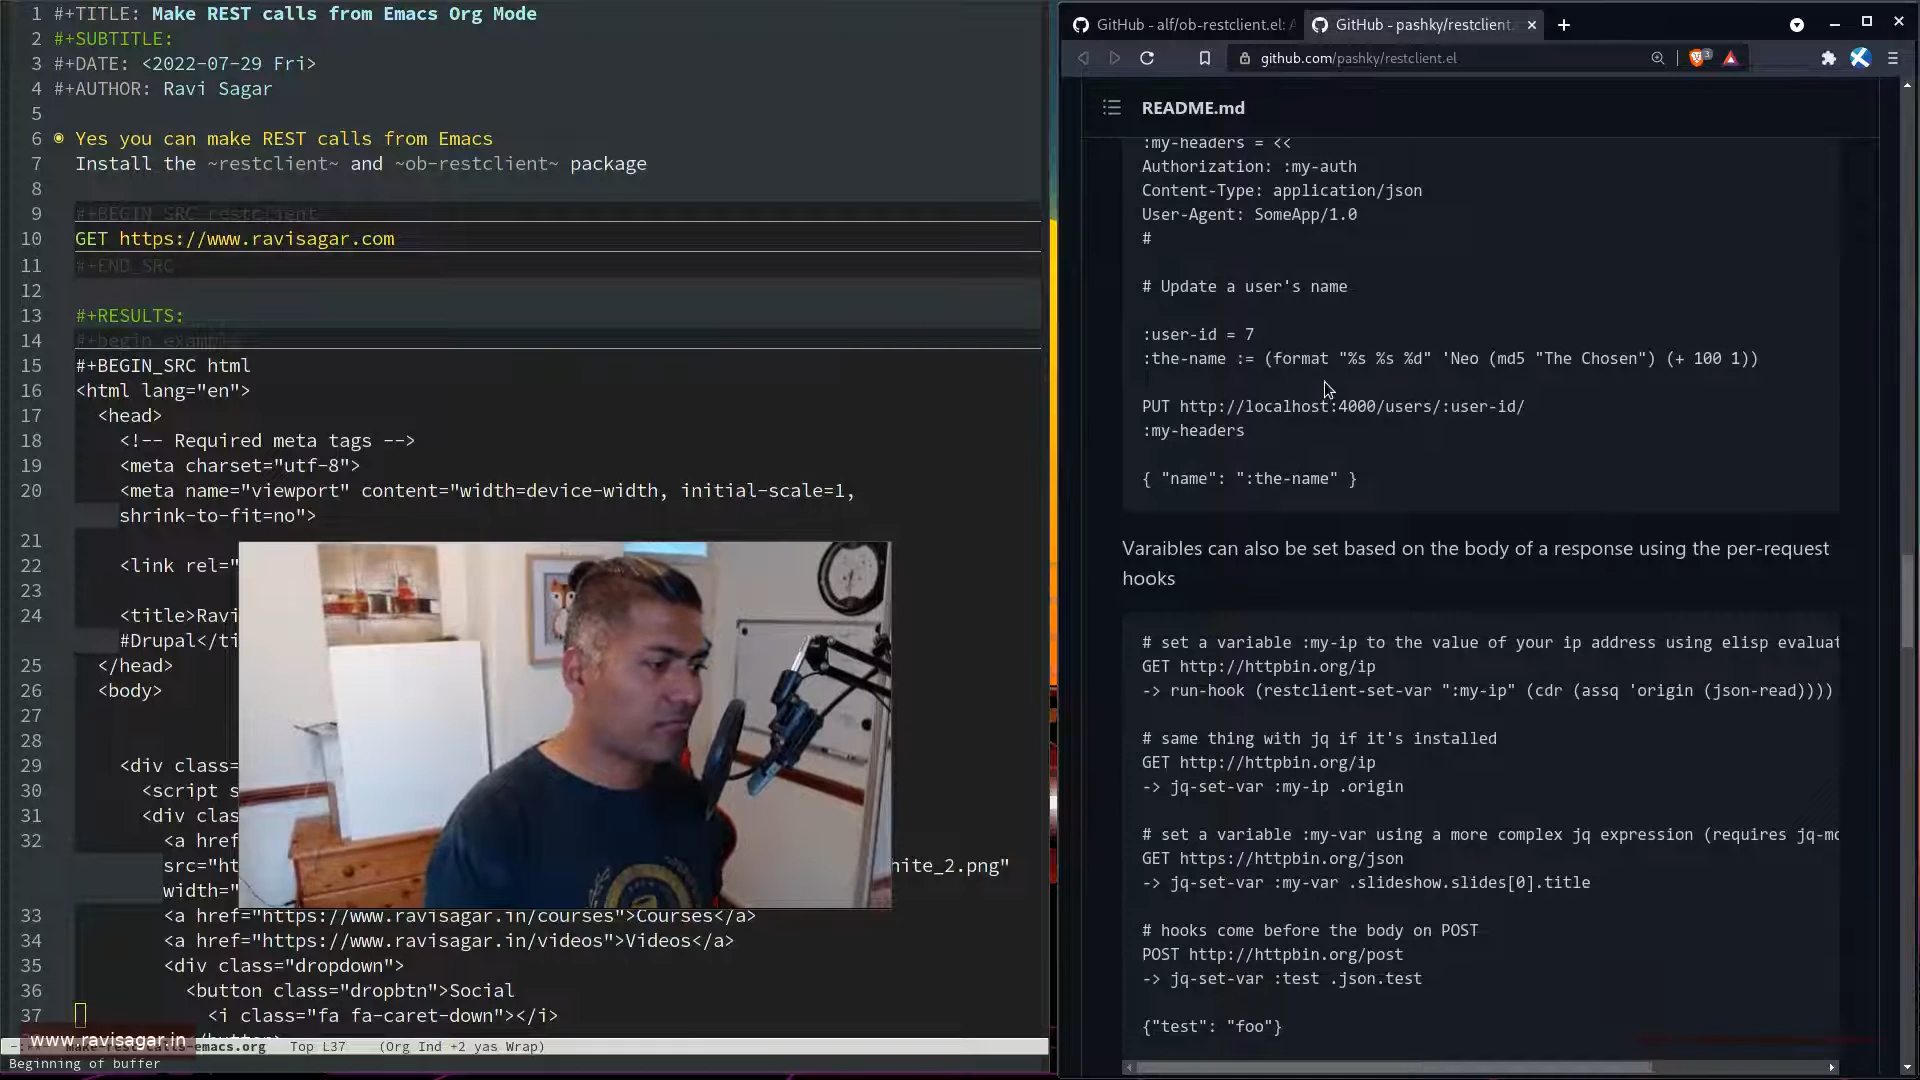 1 #+TITLE: Make REST calls from Emacs Org Mode
2 #+SUBTITLE:
3 #+DATE: <2022-07-29 Fri>
4 #+AUTHOR: Ravi Sagar
5
6 Yes you can make REST calls from Emacs
7 Install the ~restclient~ and ~ob-restclient~ package
8
9 #+BEGIN_SRC restclient
10 GET https://www.ravisagar.com
11 #+END_SRC
12
13 #+RESULTS:
14 #+begin_examp
15 #+BEGIN_SRC html
16 <html lang="en">
17 <head>
18 <!-- Required meta tags -->
19 <meta charset="utf-8">
20 <meta name="viewport" content="width=device-width, initial-scale=1,
shrink-to-fit=no">
21
22 <link rel="
23
24 <title>Ravi
#Drupal</ti
25 </head>
26 <body>
27
28
29 <div class=
30 <script s
31 <div clas
32 <a href
src="ht hite_2.png"
width="
33 <a href="https://www.ravisagar.in/courses">Courses</a>
34 <a href="https://www.ravisagar.in/videos">Videos</a>
35 <div class="dropdown">
36 <button class="dropbtn">Social
37 <i class="fa fa-caret-down"></i>
www.ravisagar.in
make-rest-calls-emacs.org Top L37 (Org Ind +2 yas Wrap)
Beginning of buffer
GitHub - alf/ob-restclient.el: A
GitHub - pashky/restclient.
github.com/pashky/restclient.el
3
README.md
:my-headers = <<
Authorization: :my-auth
Content-Type: application/json
User-Agent: SomeApp/1.0
#
# Update a user's name
:user-id = 7
:the-name := (format "%s %s %d" 'Neo (md5 "The Chosen") (+ 100 1))
PUT http://localhost:4000/users/:user-id/
:my-headers
{ "name": ":the-name" }
Varaibles can also be set based on the body of a response using the per-request
hooks
# set a variable :my-ip to the value of your ip address using elisp evaluat
GET http://httpbin.org/ip
-> run-hook (restclient-set-var ":my-ip" (cdr (assq 'origin (json-read))))
# same thing with jq if it's installed
GET http://httpbin.org/ip
-> jq-set-var :my-ip .origin
# set a variable :my-var using a more complex jq expression (requires jq-mo
GET https://httpbin.org/json
-> jq-set-var :my-var .slideshow.slides[0].title
# hooks come before the body on POST
POST http://httpbin.org/post
-> jq-set-var :test .json.test
{"test": "foo"}